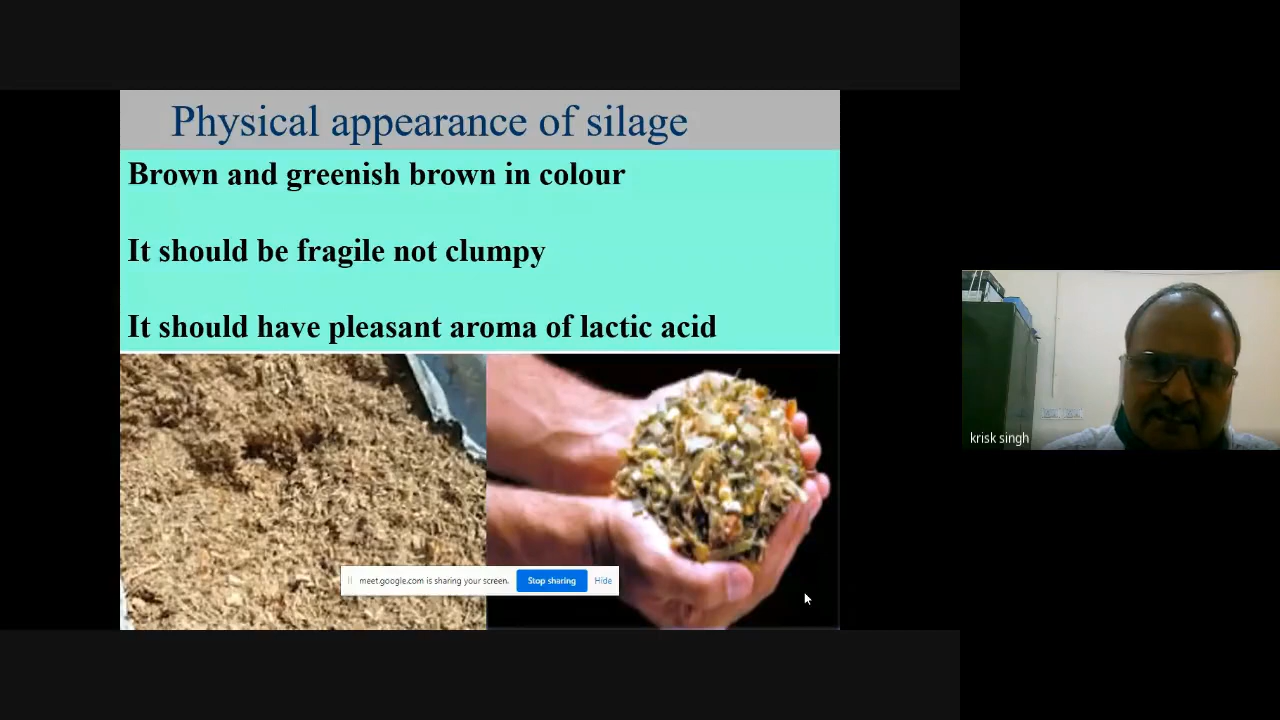 Physical appearance of silage
Brown and greenish brown in colour
It should be fragile not clumpy
It should have pleasant aroma of lactic acid
meet.google.com is sharing your screen. Stop sharing Hide
krisk singh